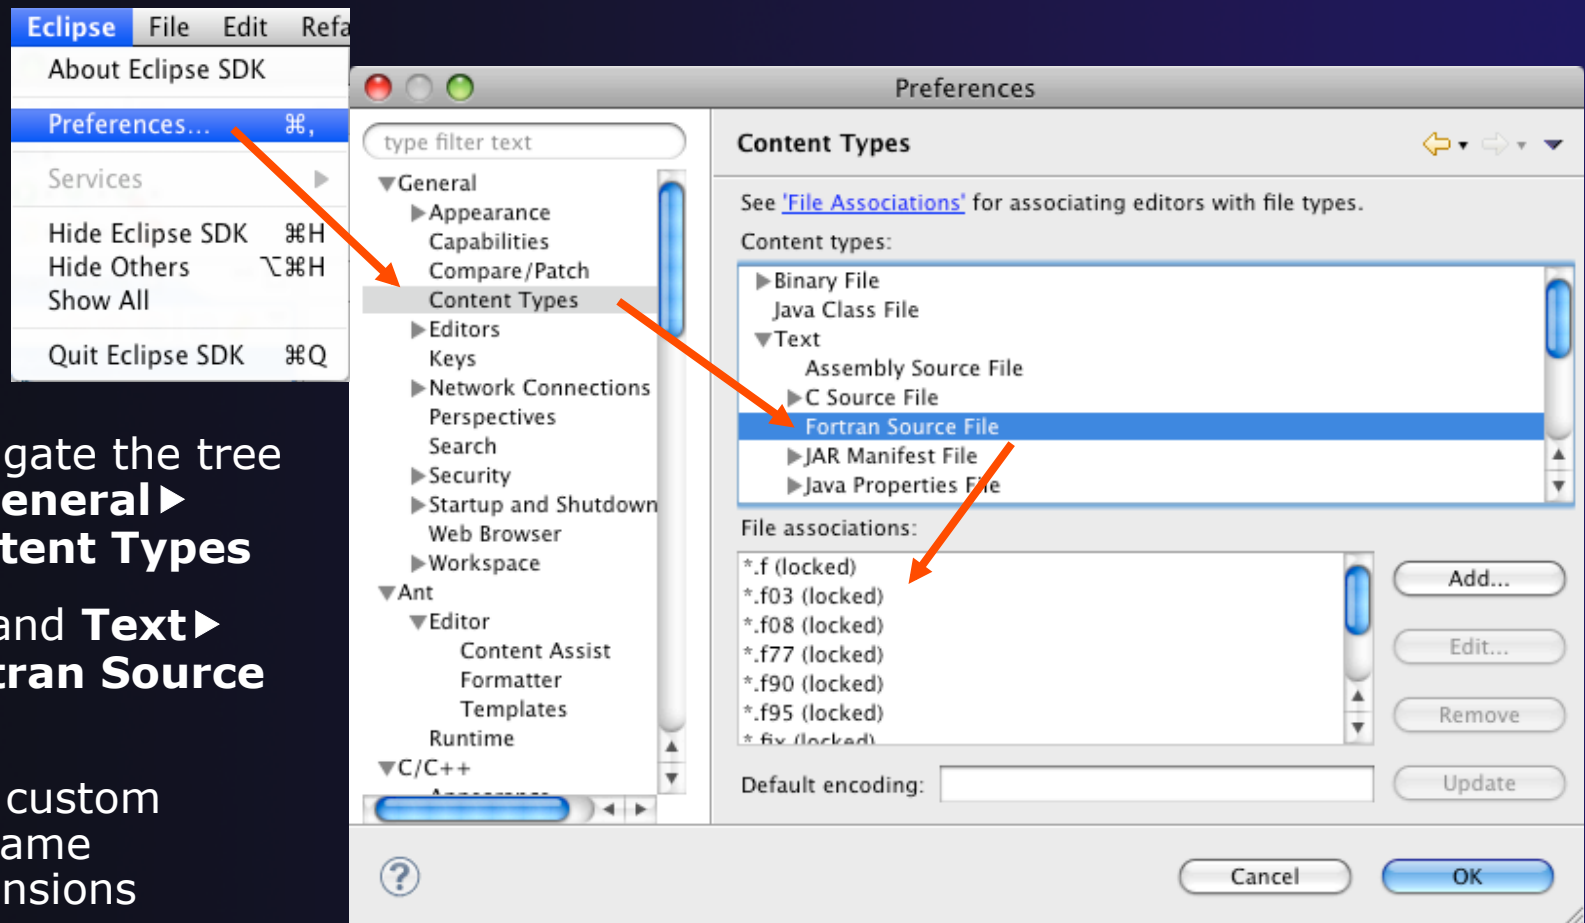 Eclipse File Edit Refa
About Eclipse SDK
Preferences... ⌘,
Services
Hide Eclipse SDK ⌘H
Hide Others ⌥⌘H
Show All
Quit Eclipse SDK ⌘Q
igate the tree
eneral▶
tent Types
and Text▶
tran Source
custom
ame
nsions
Preferences
type filter text
▼General
▶Appearance
Capabilities
Compare/Patch
Content Types
▶Editors
Keys
▶Network Connections
Perspectives
Search
▶Security
▶Startup and Shutdown
Web Browser
▶Workspace
▼Ant
▼Editor
Content Assist
Formatter
Templates
Runtime
▼C/C++
Appearance
Content Types
See 'File Associations' for associating editors with file types.
Content types:
▶Binary File
Java Class File
▼Text
Assembly Source File
▶C Source File
Fortran Source File
▶JAR Manifest File
▶Java Properties File
File associations:
*.f (locked)
*.f03 (locked)
*.f08 (locked)
*.f77 (locked)
*.f90 (locked)
*.f95 (locked)
*.fix (locked)
Add...
Edit...
Remove
Default encoding:
Update
?
Cancel
OK